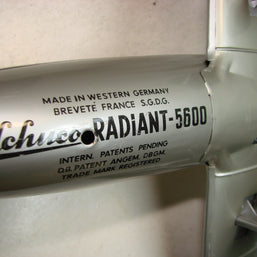 MADE IN WESTERN GERMANY
BREVETÉ FRANCE S.G.D.G.
Schuco RADiANT-5600
INTERN. PATENTS PENDING
D.B. PATENT ANGEM. DBGM.
TRADE MARK REGISTERED